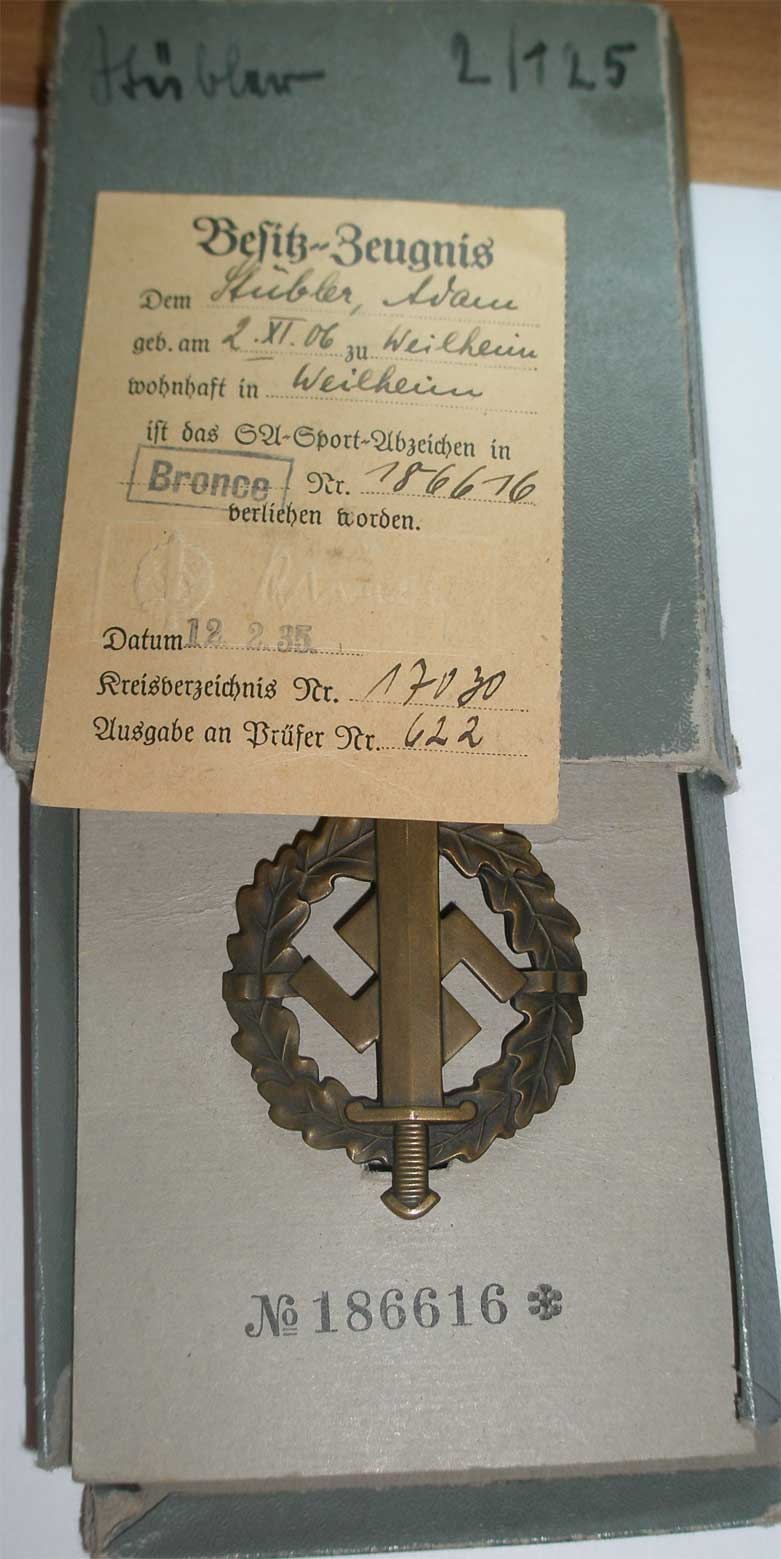 Stübler 2/125
Besitz-Zeugnis
Dem Stübler, Adam
geb. am 2.XI.06 zu Weilheim
wohnhaft in Weilheim
ist das SA-Sport-Abzeichen in
Bronce Nr. 186616
verliehen worden.
Datum 12. 2. 35.
Kreisverzeichnis Nr. 17030
Ausgabe an Prüfer Nr. 622
№ 186616 *